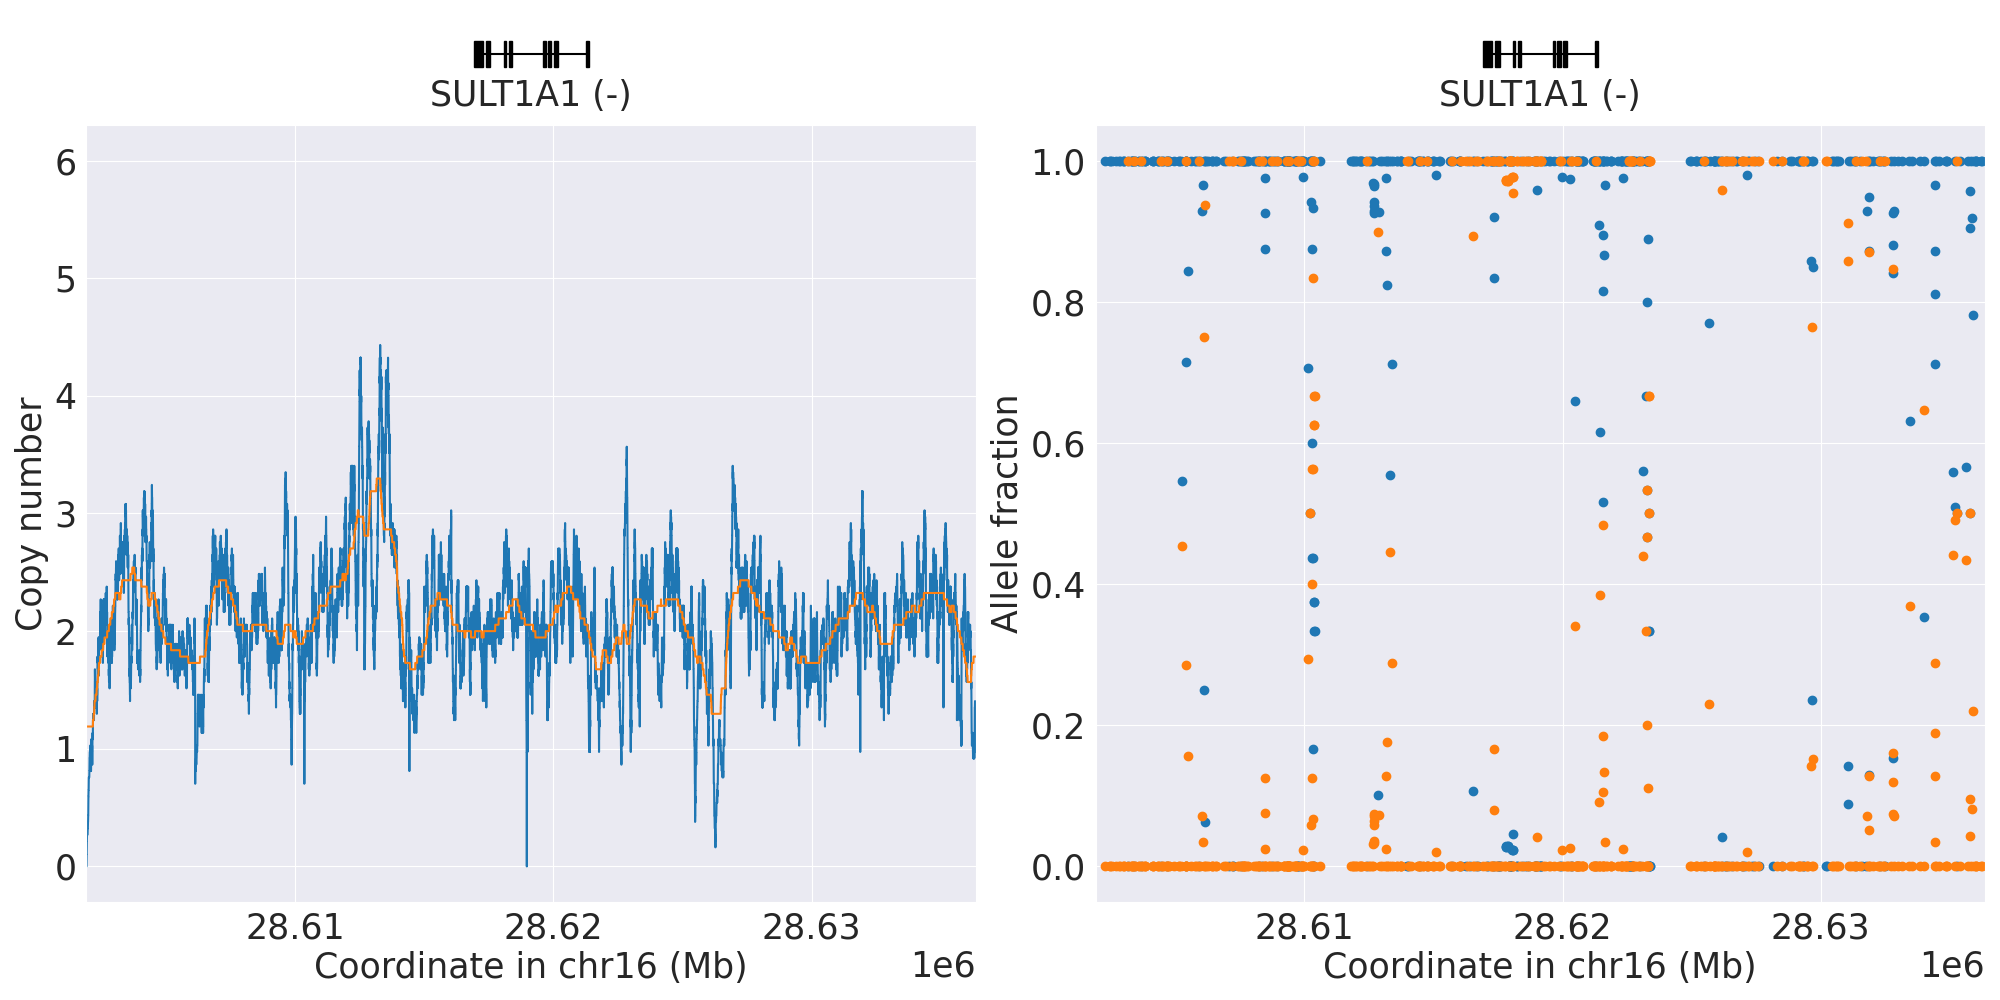 SULT1A1 (-)
Copy number
6
5
4
3
2
1
0
28.61
28.62
28.63
Coordinate in chr16 (Mb)
1e6
SULT1A1 (-)
Allele fraction
1.0
0.8
0.6
0.4
0.2
0.0
28.61
28.62
28.63
Coordinate in chr16 (Mb)
1e6